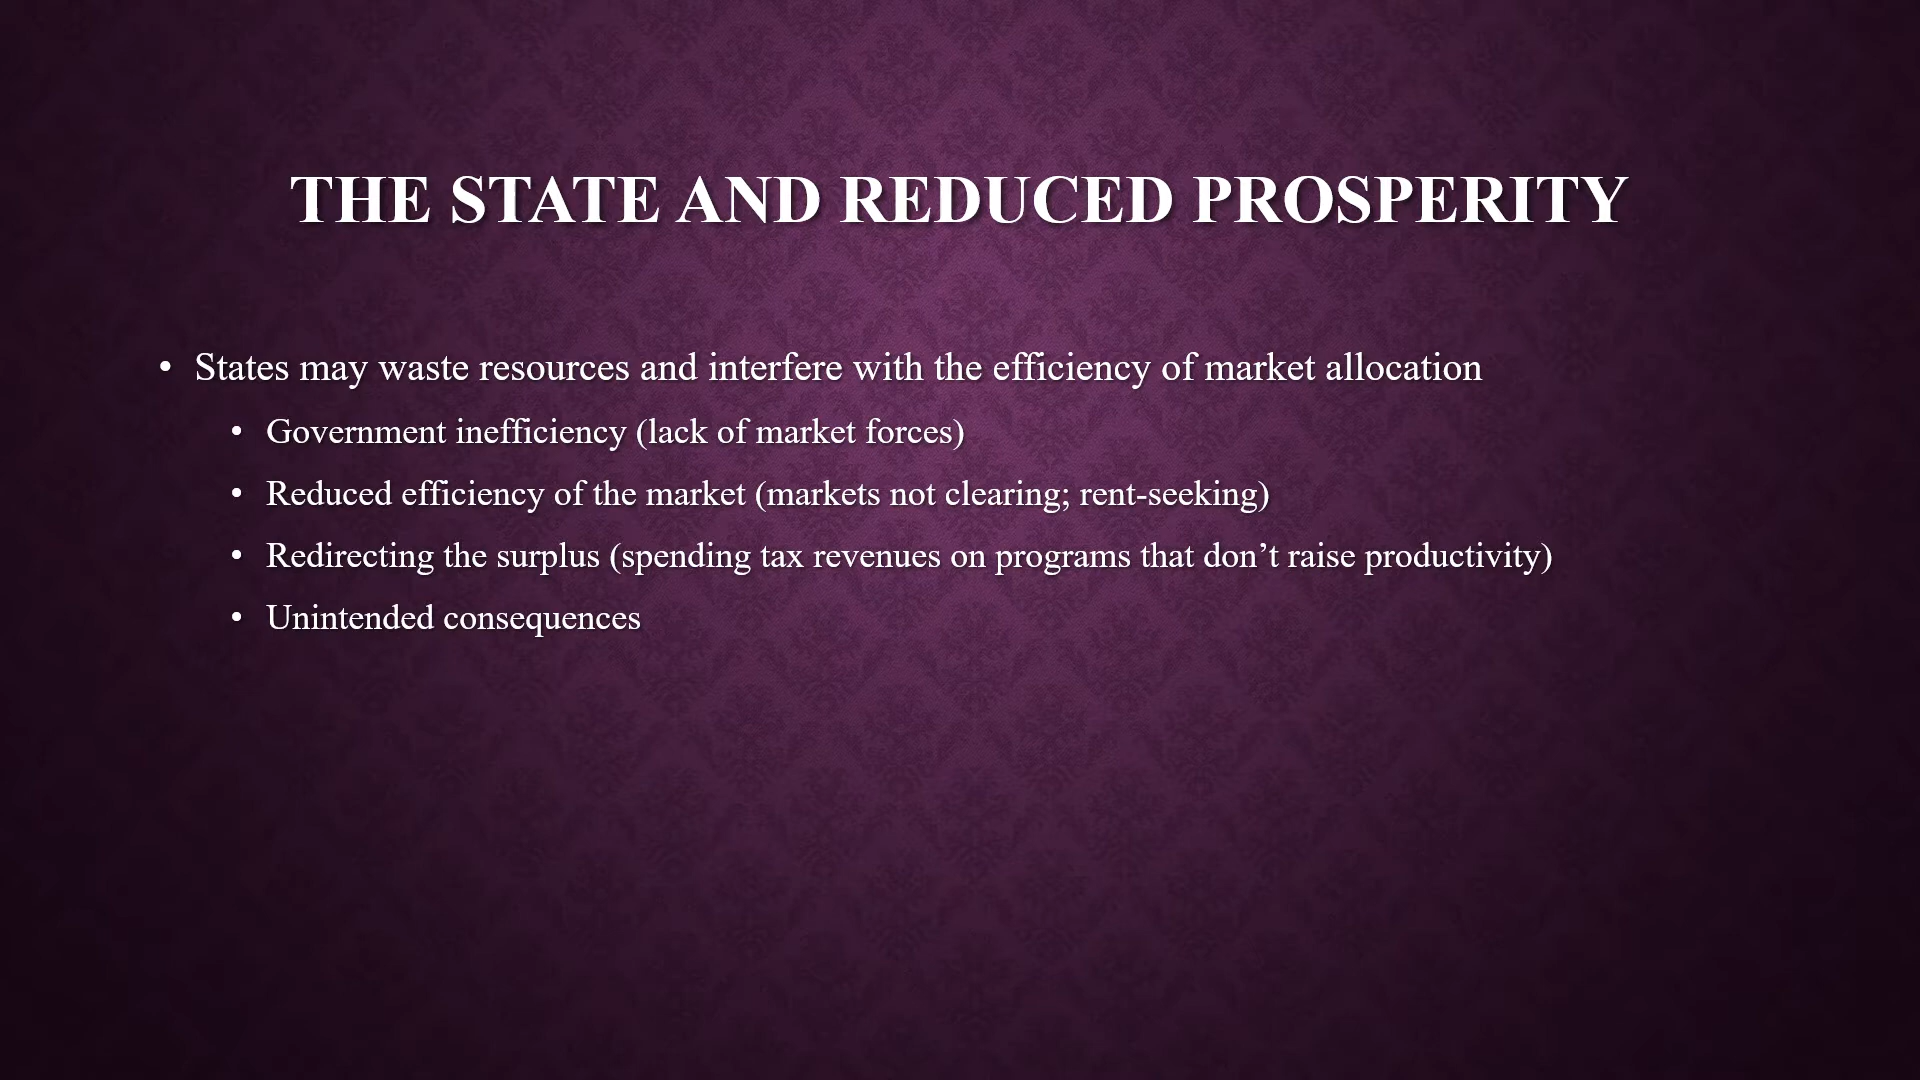 THE STATE AND REDUCED PROSPERITY
• States may waste resources and interfere with the efficiency of market allocation
• Government inefficiency (lack of market forces)
• Reduced efficiency of the market (markets not clearing; rent-seeking)
• Redirecting the surplus (spending tax revenues on programs that don’t raise productivity)
• Unintended consequences